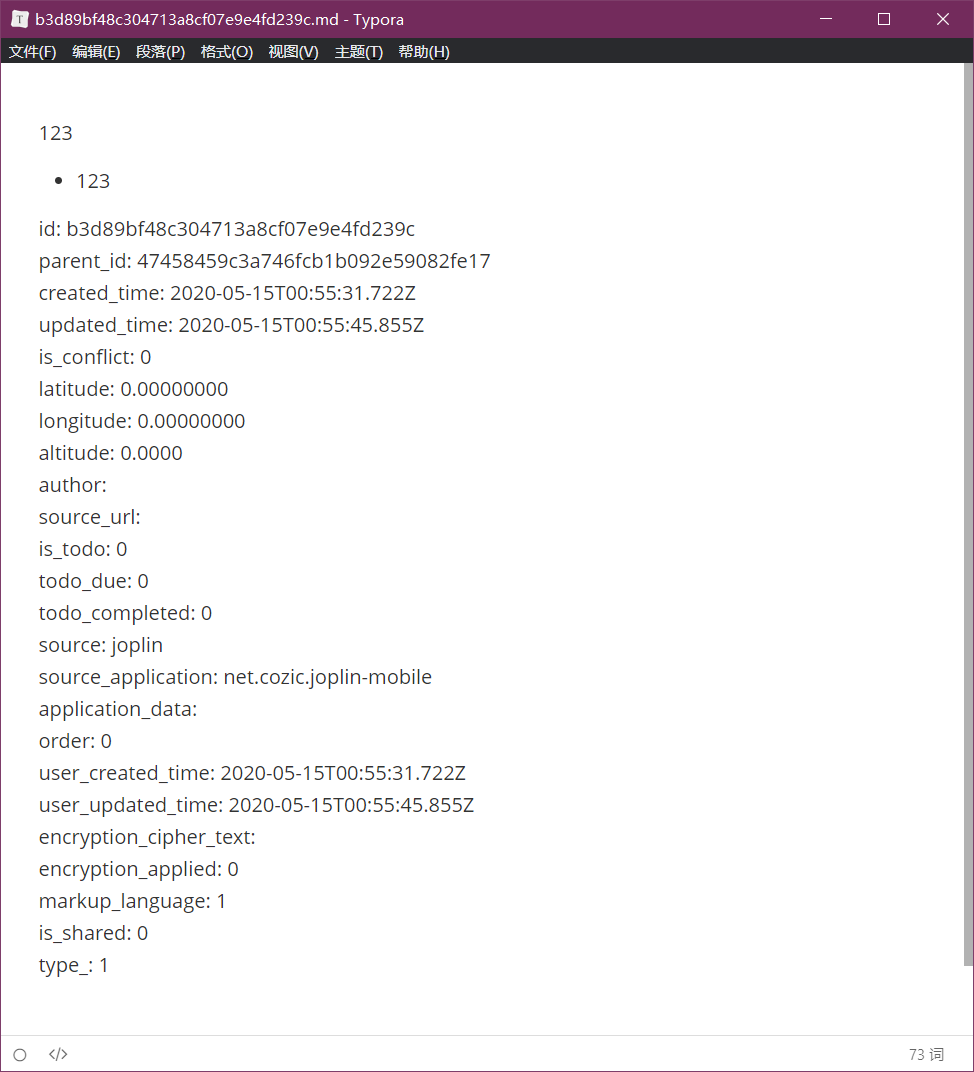 b3d89bf48c304713a8cf07e9e4fd239c.md - Typora
文件(F) 编辑(E) 段落(P) 格式(O) 视图(V) 主题(T) 帮助(H)
123
• 123
id: b3d89bf48c304713a8cf07e9e4fd239c
parent_id: 47458459c3a746fcb1b092e59082fe17
created_time: 2020-05-15T00:55:31.722Z
updated_time: 2020-05-15T00:55:45.855Z
is_conflict: 0
latitude: 0.00000000
longitude: 0.00000000
altitude: 0.0000
author:
source_url:
is_todo: 0
todo_due: 0
todo_completed: 0
source: joplin
source_application: net.cozic.joplin-mobile
application_data:
order: 0
user_created_time: 2020-05-15T00:55:31.722Z
user_updated_time: 2020-05-15T00:55:45.855Z
encryption_cipher_text:
encryption_applied: 0
markup_language: 1
is_shared: 0
type_: 1
</> 73 词